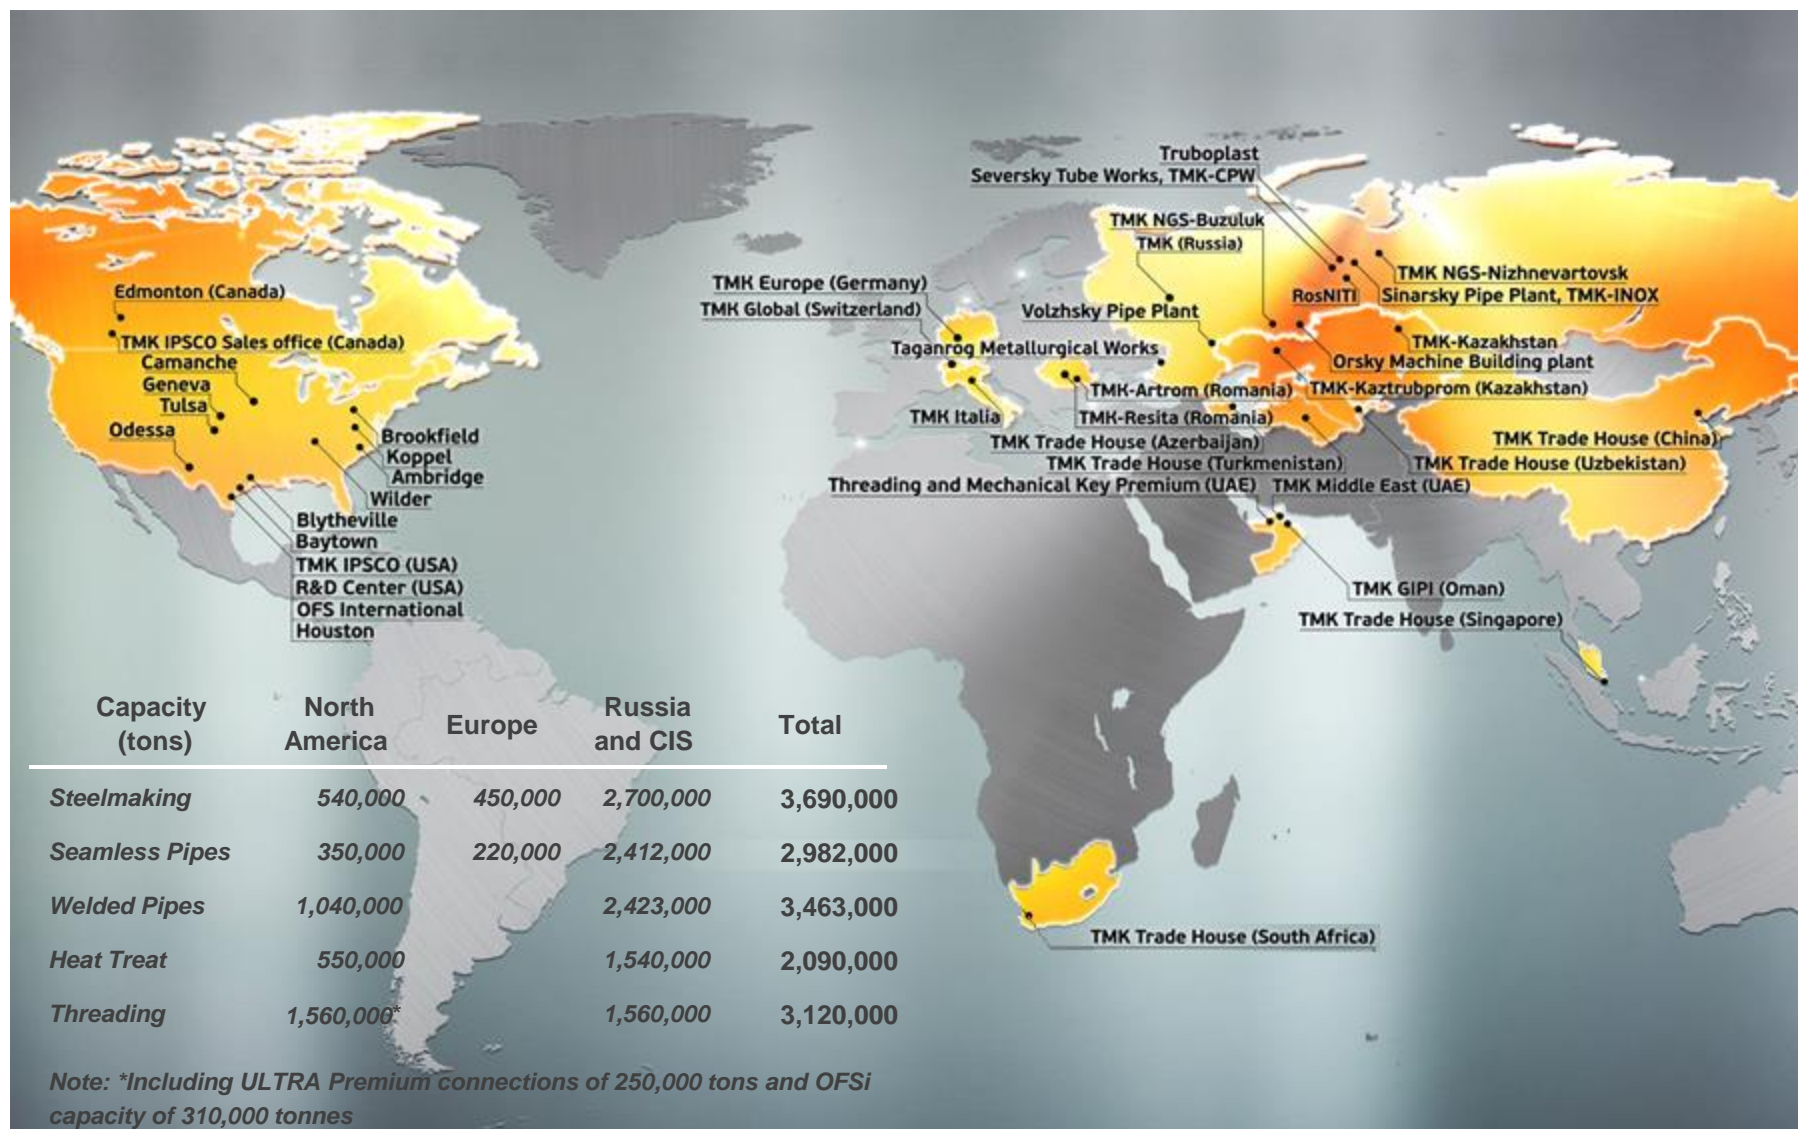 Truboplast
Seversky Tube Works, TMK-CPW
TMK NGS-Buzuluk
TMK (Russia)
TMK NGS-Nizhnevartovsk
RosNITI
Sinarsky Pipe Plant, TMK-INOX
TMK Europe (Germany)
TMK Global (Switzerland)
Volzhsky Pipe Plant
Edmonton (Canada)
TMK IPSCO Sales office (Canada)
Camanche
Geneva
Tulsa
Odessa
Taganrog Metallurgical Works
TMK-Kazakhstan
Orsky Machine Building plant
TMK-Artrom (Romania)
TMK-Kaztrubprom (Kazakhstan)
TMK Italia
TMK-Resita (Romania)
TMK Trade House (Azerbaijan)
TMK Trade House (China)
TMK Trade House (Turkmenistan)
TMK Trade House (Uzbekistan)
Threading and Mechanical Key Premium (UAE)
TMK Middle East (UAE)
Brookfield
Koppel
Ambridge
Wilder
Blytheville
Baytown
TMK IPSCO (USA)
R&D Center (USA)
OFS International
Houston
TMK GIPI (Oman)
TMK Trade House (Singapore)
TMK Trade House (South Africa)
Capacity (tons) North America Europe Russia and CIS Total
Steelmaking 540,000 450,000 2,700,000 3,690,000
Seamless Pipes 350,000 220,000 2,412,000 2,982,000
Welded Pipes 1,040,000 2,423,000 3,463,000
Heat Treat 550,000 1,540,000 2,090,000
Threading 1,560,000* 1,560,000 3,120,000
Note: *Including ULTRA Premium connections of 250,000 tons and OFSi
capacity of 310,000 tonnes